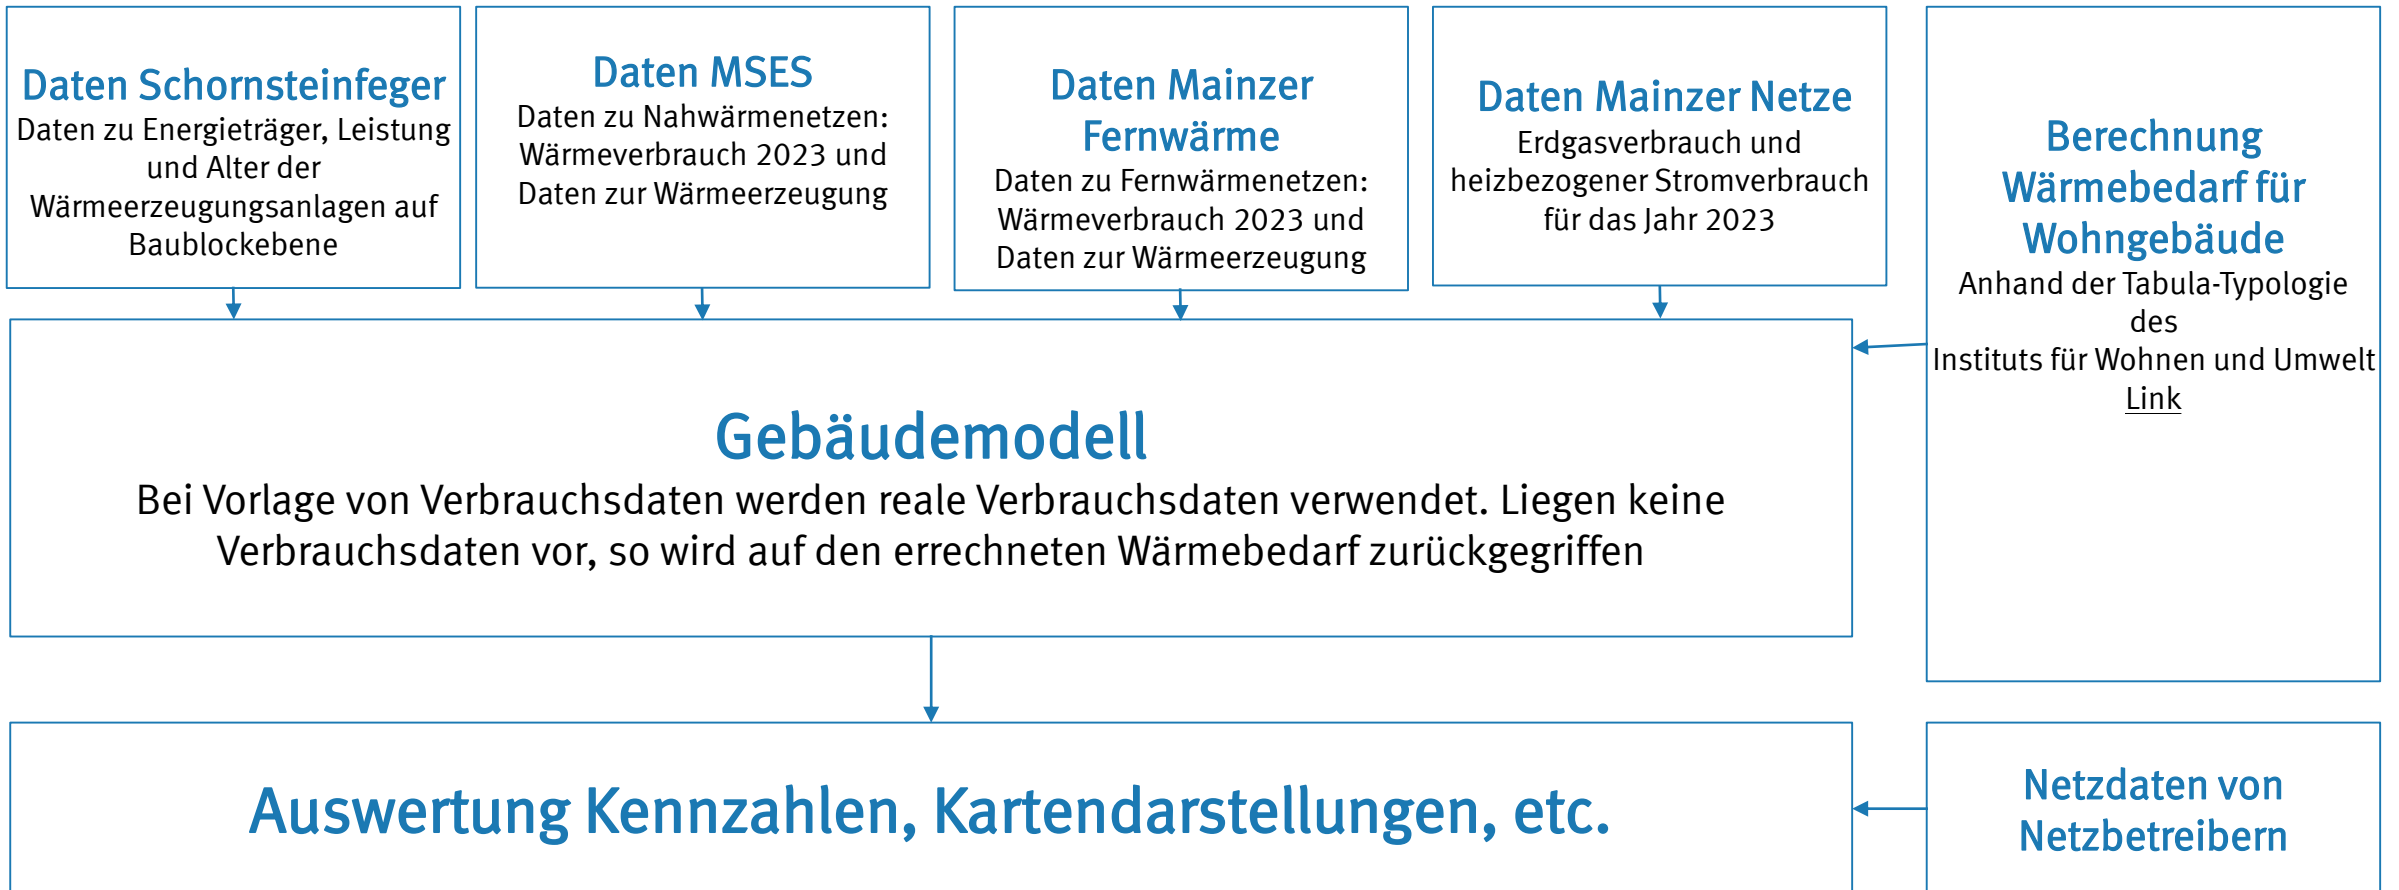 Daten Schornsteinfeger
Daten zu Energieträger, Leistung
und Alter der
Wärmeerzeugungsanlagen auf
Baublockebene
Daten MSES
Daten zu Nahwärmenetzen:
Wärmeverbrauch 2023 und
Daten zur Wärmeerzeugung
Daten Mainzer
Fernwärme
Daten zu Fernwärmenetzen:
Wärmeverbrauch 2023 und
Daten zur Wärmeerzeugung
Daten Mainzer Netze
Erdgasverbrauch und
heizbezogener Stromverbrauch
für das Jahr 2023
Berechnung
Wärmebedarf für
Wohngebäude
Anhand der Tabula-Typologie
des
Instituts für Wohnen und Umwelt
Link
Gebäudemodell
Bei Vorlage von Verbrauchsdaten werden reale Verbrauchsdaten verwendet. Liegen keine
Verbrauchsdaten vor, so wird auf den errechneten Wärmebedarf zurückgegriffen
Auswertung Kennzahlen, Kartendarstellungen, etc.
Netzdaten von
Netzbetreibern